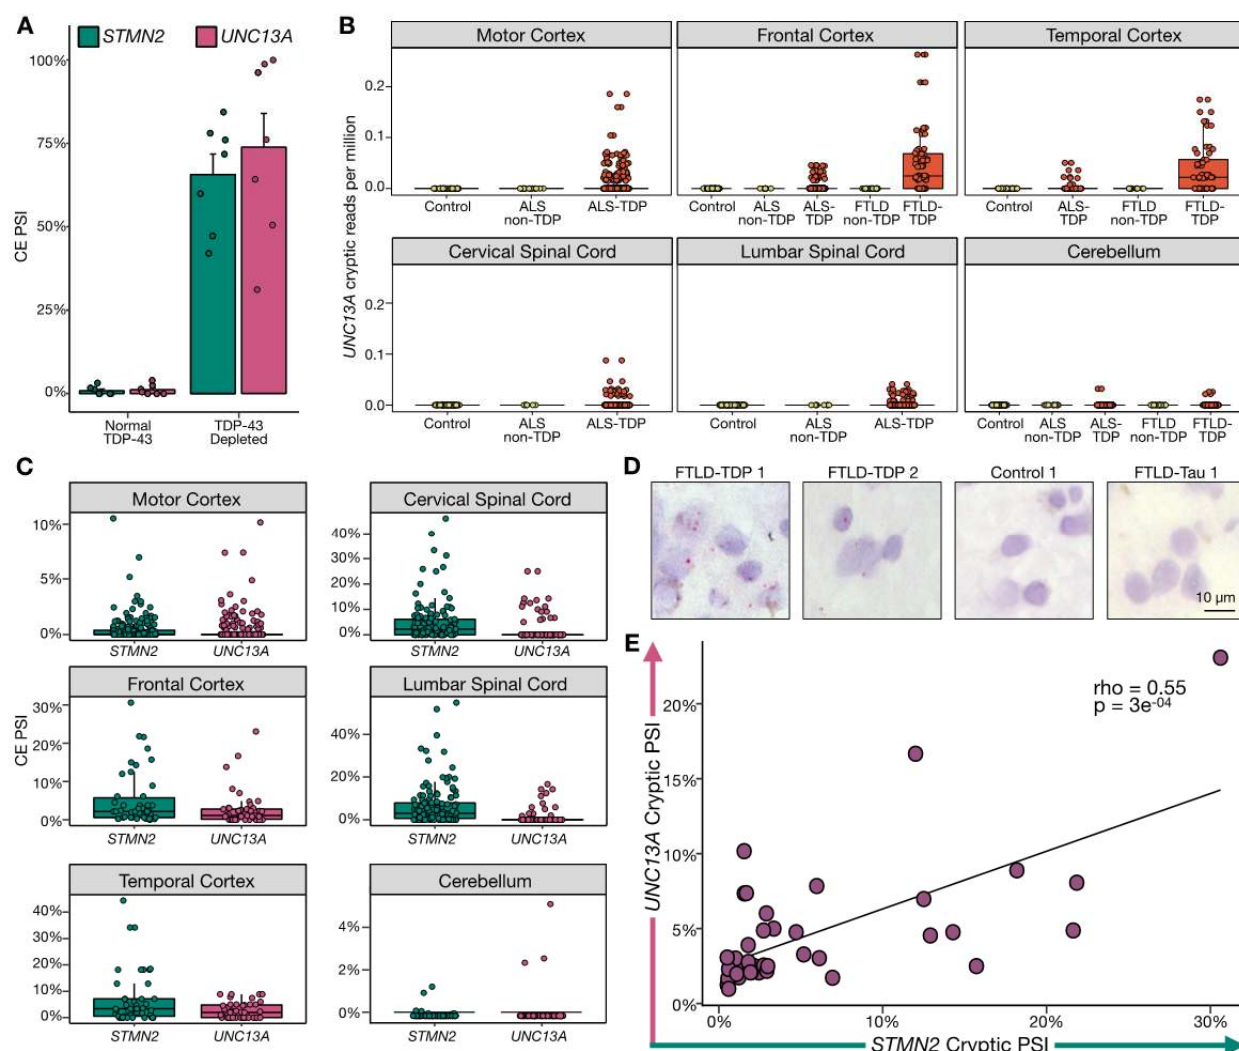 A
STMN2 UNC13A
CE PSI
100%
75%
50%
25%
0%
Normal TDP-43
TDP-43 Depleted
B
UNC13A cryptic reads per million
Motor Cortex
0.2
0.1
0.0
Control
ALS non-TDP
ALS-TDP
Frontal Cortex
Control
ALS non-TDP
ALS-TDP
FTLD non-TDP
FTLD-TDP
Temporal Cortex
Control
ALS-TDP
FTLD non-TDP
FTLD-TDP
Cervical Spinal Cord
0.2
0.1
0.0
Control
ALS non-TDP
ALS-TDP
Lumbar Spinal Cord
Control
ALS non-TDP
ALS-TDP
Cerebellum
Control
ALS non-TDP
ALS-TDP
FTLD non-TDP
FTLD-TDP
C
CE PSI
Motor Cortex
10%
5%
0%
STMN2 UNC13A
Cervical Spinal Cord
40%
30%
20%
10%
0%
STMN2 UNC13A
Frontal Cortex
30%
20%
10%
0%
STMN2 UNC13A
Lumbar Spinal Cord
40%
20%
0%
STMN2 UNC13A
Temporal Cortex
40%
30%
20%
10%
0%
STMN2 UNC13A
Cerebellum
4%
2%
0%
STMN2 UNC13A
D
FTLD-TDP 1
FTLD-TDP 2
Control 1
FTLD-Tau 1
10 µm
E
UNC13A Cryptic PSI
rho = 0.55
p = 3e-04
20%
15%
10%
5%
0%
0% 10% 20% 30%
STMN2 Cryptic PSI